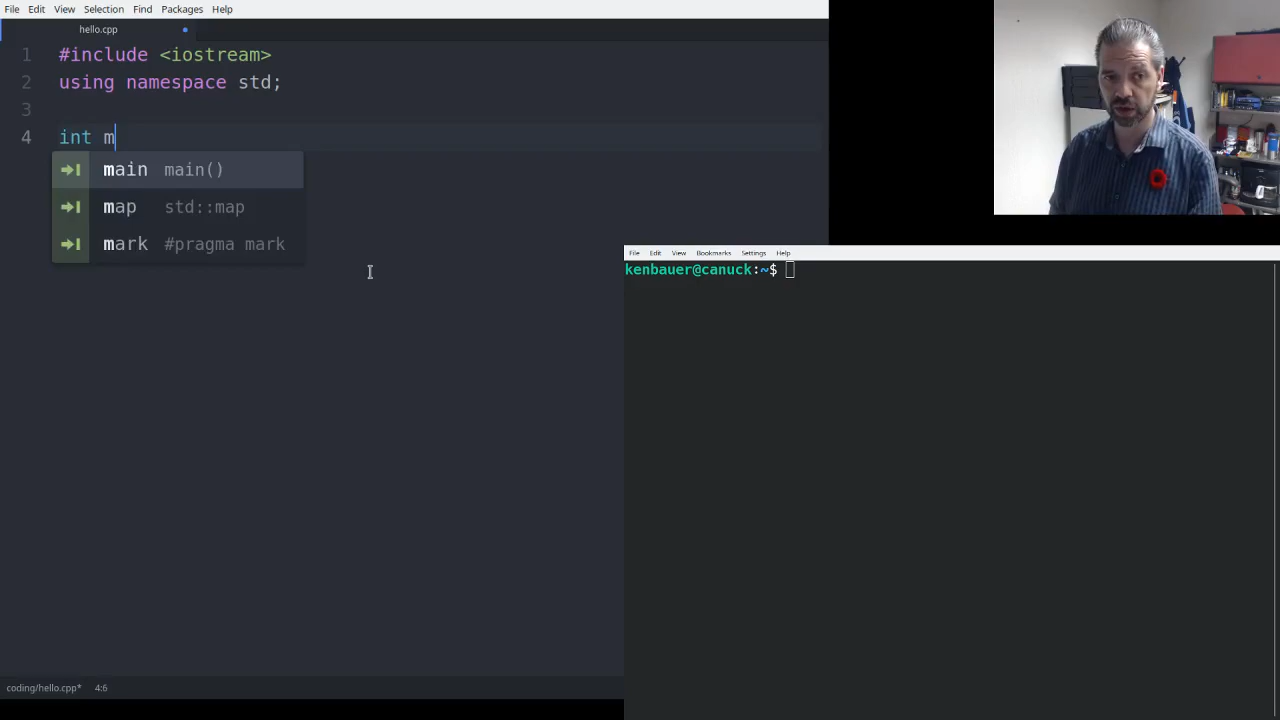 File Edit View Selection Find Packages Help
hello.cpp
1 #include <iostream>
2 using namespace std;
3
4 int m
main main()
map std::map
mark #pragma mark
File Edit View Bookmarks Settings Help
kenbauer@canuck:~$
coding/hello.cpp* 4:6